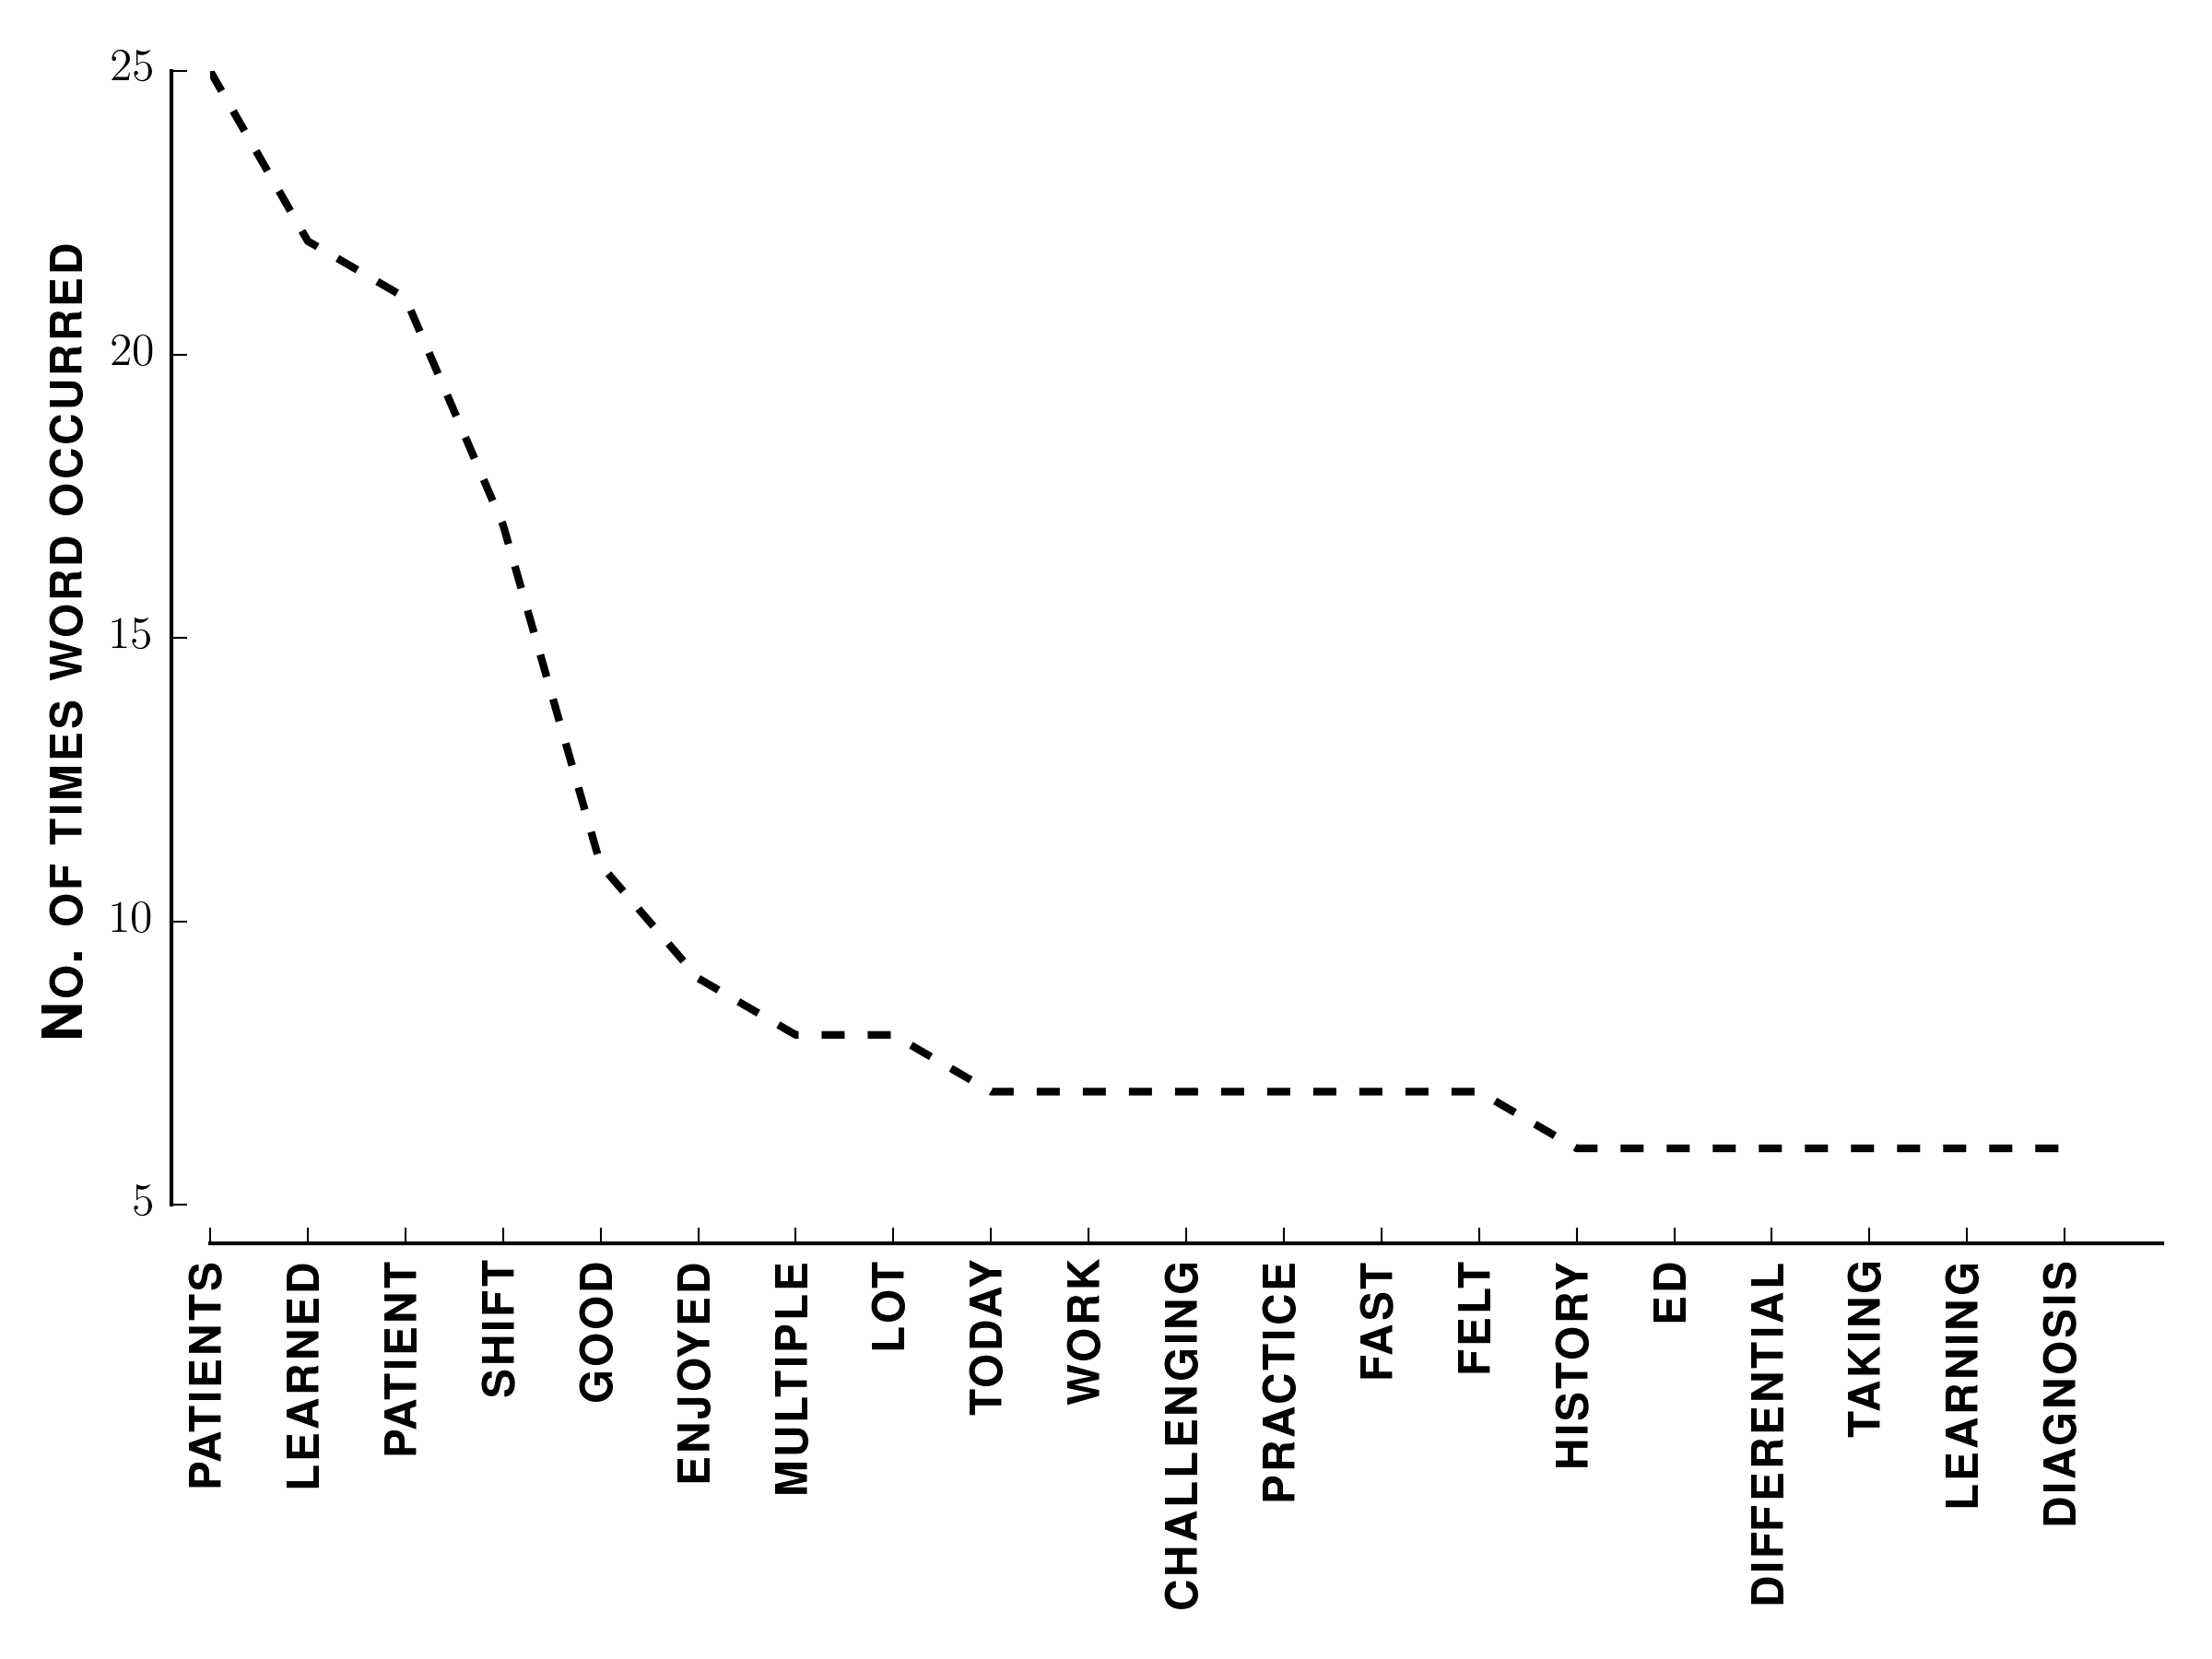 No. OF TIMES WORD OCCURRED
25
20
15
10
5
PATIENTS
LEARNED
PATIENT
SHIFT
GOOD
ENJOYED
MULTIPLE
LOT
TODAY
WORK
CHALLENGING
PRACTICE
FAST
FELT
HISTORY
ED
DIFFERENTIAL
TAKING
LEARNING
DIAGNOSIS